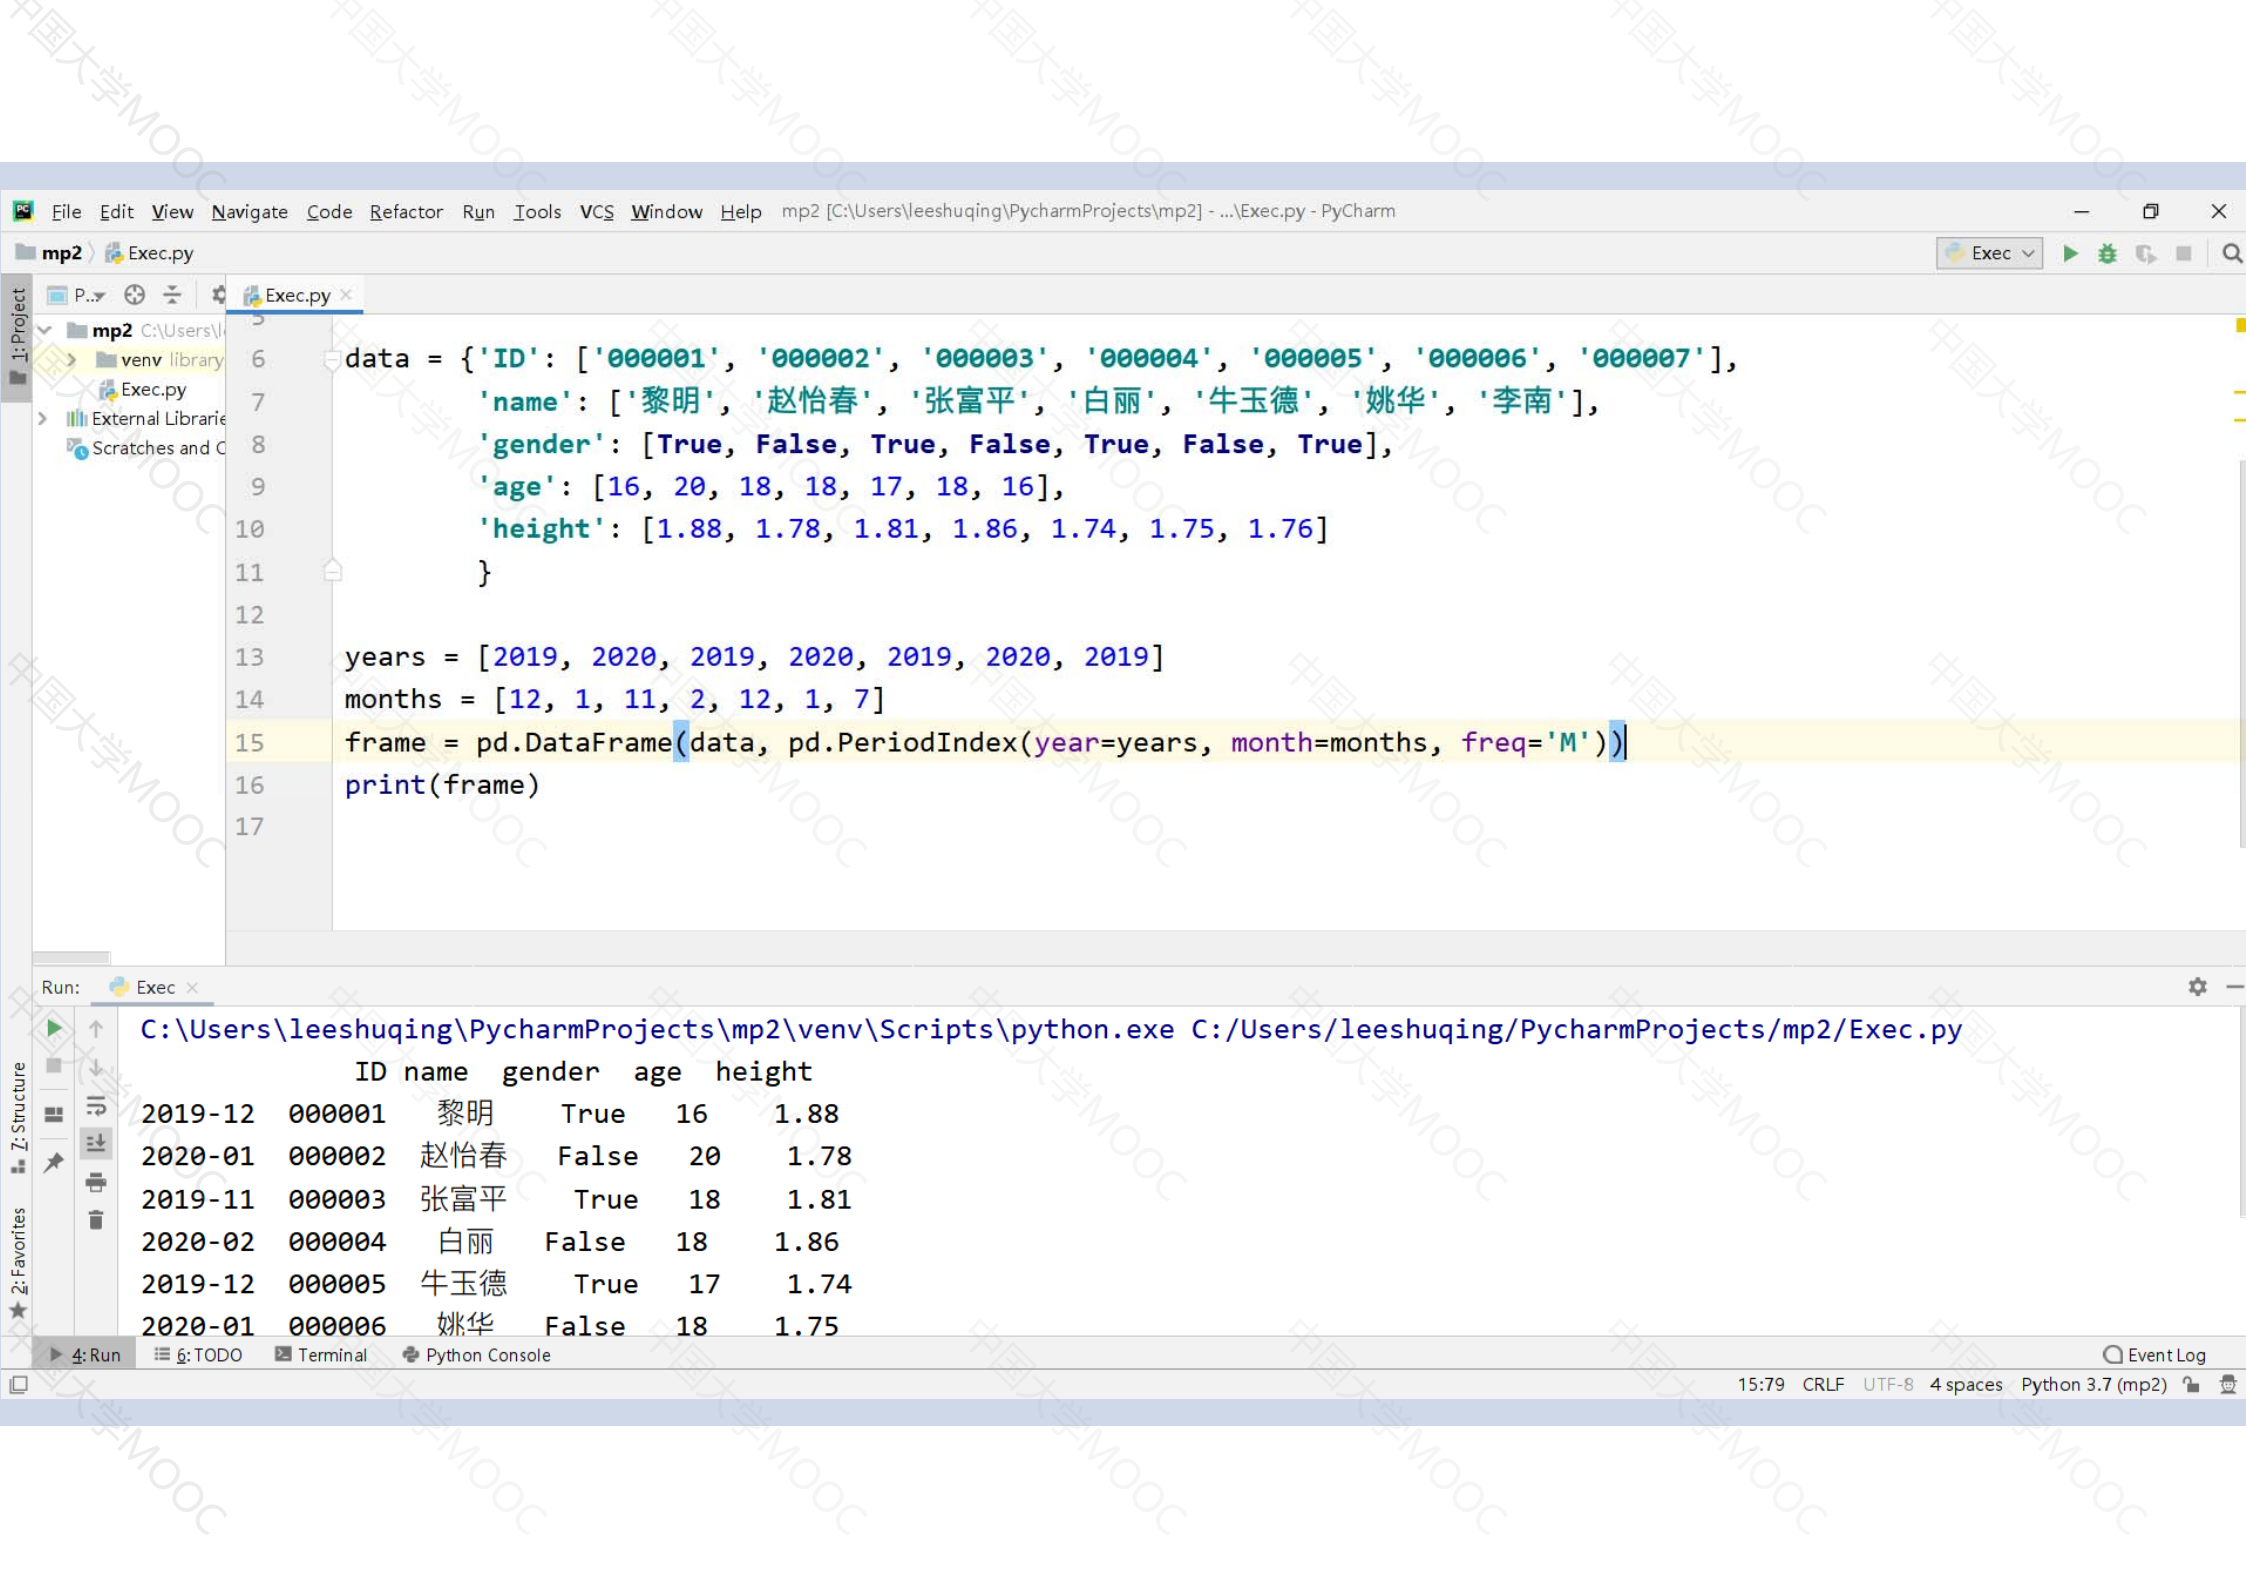 File Edit View Navigate Code Refactor Run Tools VCS Window Help mp2 [C:\Users\leeshuqing\PycharmProjects\mp2] - ...\Exec.py - PyCharm
mp2 Exec.py Exec
1: Project P.. Exec.py
mp2 C:\Users\l
venv library
Exec.py
External Librarie
Scratches and C
5
6 data = {'ID': ['000001', '000002', '000003', '000004', '000005', '000006', '000007'],
7 'name': ['黎明', '赵怡春', '张富平', '白丽', '牛玉德', '姚华', '李南'],
8 'gender': [True, False, True, False, True, False, True],
9 'age': [16, 20, 18, 18, 17, 18, 16],
10 'height': [1.88, 1.78, 1.81, 1.86, 1.74, 1.75, 1.76]
11 }
12
13 years = [2019, 2020, 2019, 2020, 2019, 2020, 2019]
14 months = [12, 1, 11, 2, 12, 1, 7]
15 frame = pd.DataFrame(data, pd.PeriodIndex(year=years, month=months, freq='M'))
16 print(frame)
17
Run: Exec
C:\Users\leeshuqing\PycharmProjects\mp2\venv\Scripts\python.exe C:/Users/leeshuqing/PycharmProjects/mp2/Exec.py
ID name gender age height
2019-12 000001 黎明 True 16 1.88
2020-01 000002 赵怡春 False 20 1.78
2019-11 000003 张富平 True 18 1.81
2020-02 000004 白丽 False 18 1.86
2019-12 000005 牛玉德 True 17 1.74
2020-01 000006 姚华 False 18 1.75
Z: Structure
2: Favorites
4: Run 6: TODO Terminal Python Console Event Log
15:79 CRLF UTF-8 4 spaces Python 3.7 (mp2)
中国大学MOOC